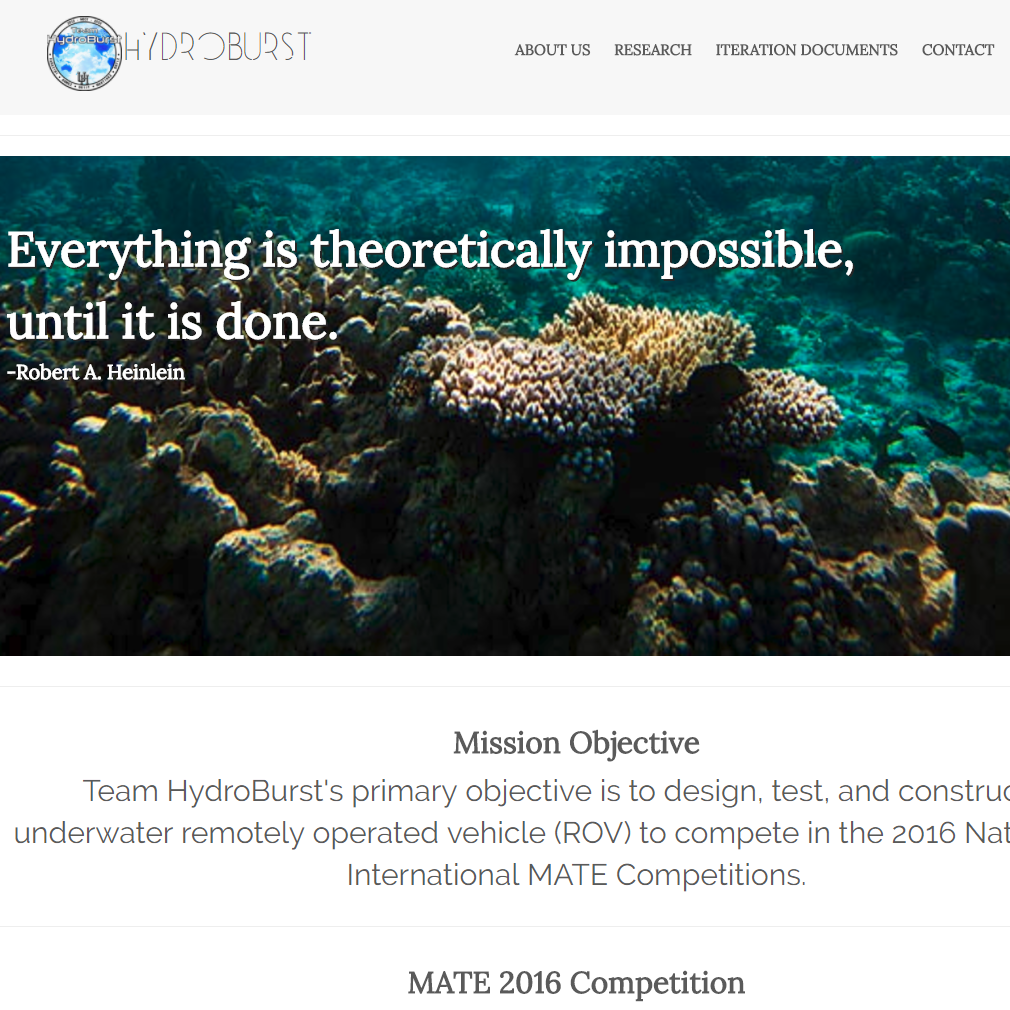 Team
HydroBurst
HYDROBURST
ABOUT US RESEARCH ITERATION DOCUMENTS CONTACT
Everything is theoretically impossible,
until it is done.
-Robert A. Heinlein
Mission Objective
Team HydroBurst's primary objective is to design, test, and construc
underwater remotely operated vehicle (ROV) to compete in the 2016 Nat
International MATE Competitions.
MATE 2016 Competition